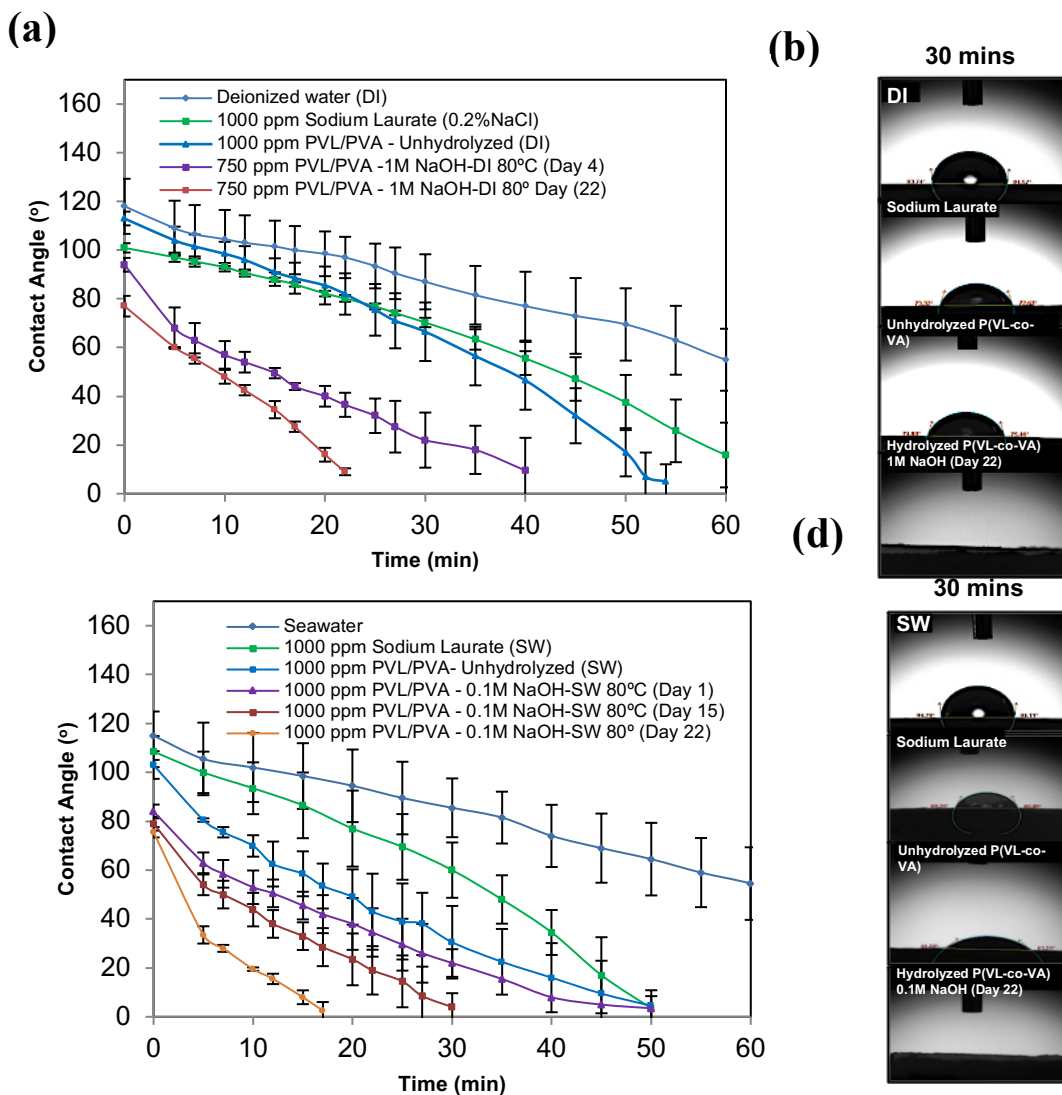 (a)
160
140
120
100
80
60
40
20
0
Contact Angle (º)
Deionized water (DI)
1000 ppm Sodium Laurate (0.2%NaCl)
1000 ppm PVL/PVA - Unhydrolyzed (DI)
750 ppm PVL/PVA -1M NaOH-DI 80ºC (Day 4)
750 ppm PVL/PVA - 1M NaOH-DI 80º Day (22)
0 10 20 30 40 50 60
Time (min)
(b)
30 mins
DI
Sodium Laurate
Unhydrolyzed P(VL-co-
VA)
Hydrolyzed P(VL-co-VA)
1M NaOH (Day 22)
160
140
120
100
80
60
40
20
0
Contact Angle (º)
Seawater
1000 ppm Sodium Laurate (SW)
1000 ppm PVL/PVA- Unhydrolyzed (SW)
1000 ppm PVL/PVA - 0.1M NaOH-SW 80ºC (Day 1)
1000 ppm PVL/PVA - 0.1M NaOH-SW 80ºC (Day 15)
1000 ppm PVL/PVA - 0.1M NaOH-SW 80º (Day 22)
0 10 20 30 40 50 60
Time (min)
(d)
30 mins
SW
Sodium Laurate
Unhydrolyzed P(VL-co-
VA)
Hydrolyzed P(VL-co-VA)
0.1M NaOH (Day 22)